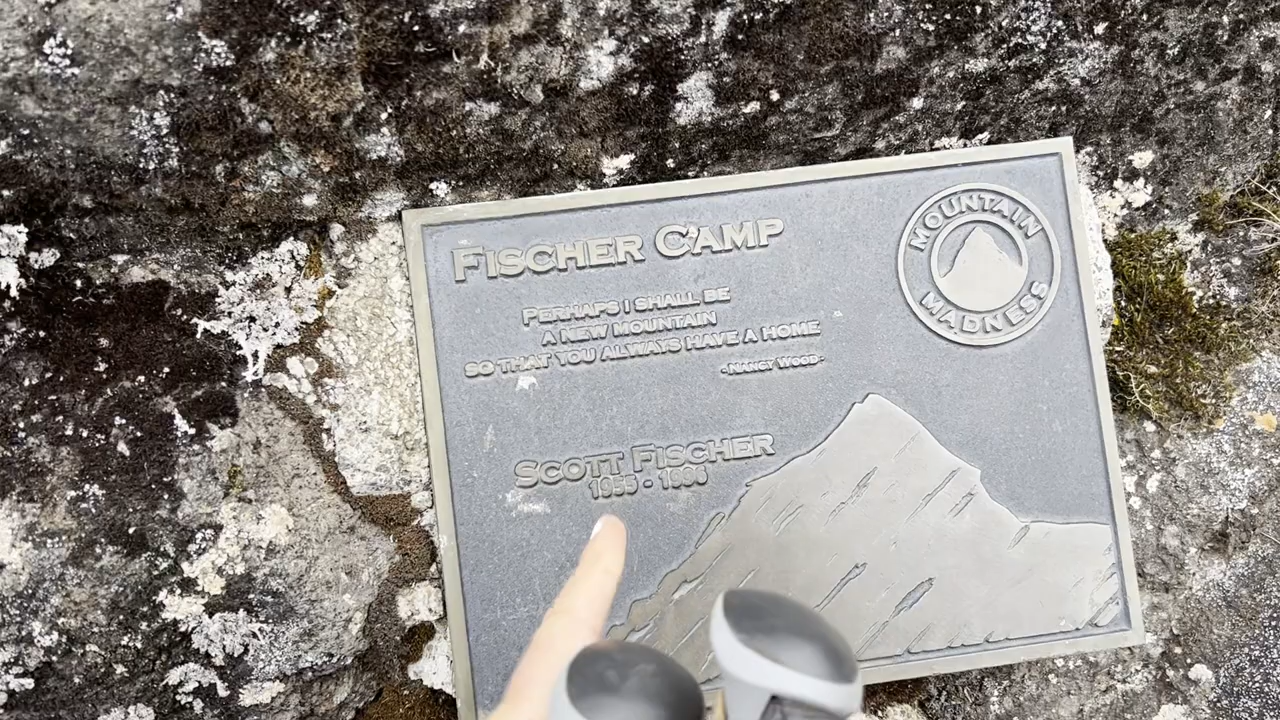 FISCHER CAMP
MOUNTAIN
MADNESS
PERHAPS I SHALL BE
A NEW MOUNTAIN
SO THAT YOU ALWAYS HAVE A HOME
-NANCY WOOD-
SCOTT FISCHER
1955 - 1996